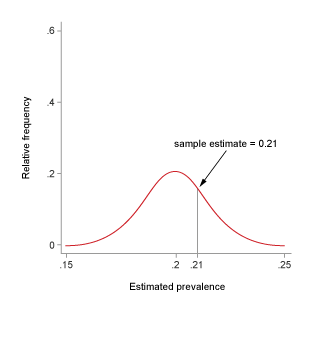 .6
.4
.2
0
Relative frequency
sample estimate = 0.21
.15
.2
.21
.25
Estimated prevalence